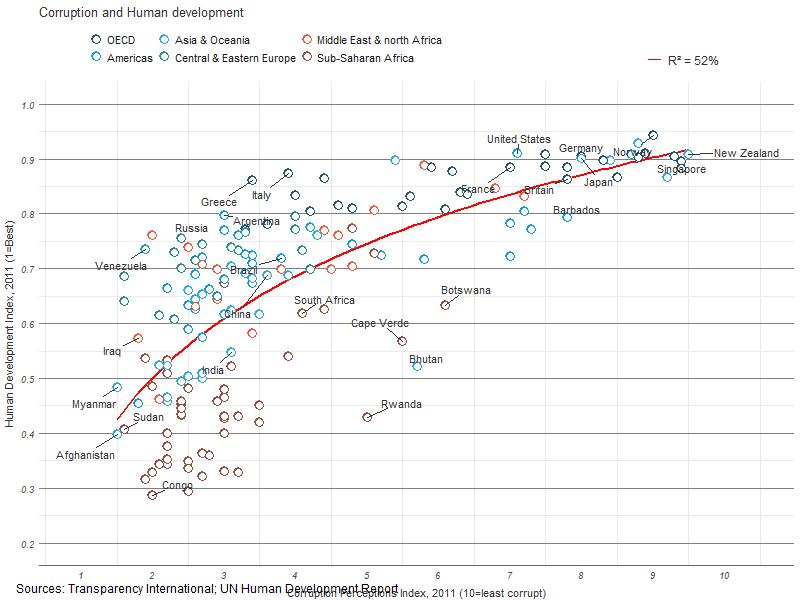 Corruption and Human development
OECD Asia & Oceania Middle East & north Africa
Americas Central & Eastern Europe Sub-Saharan Africa
R² = 52%
1.0
0.9
0.8
0.7
0.6
0.5
0.4
0.3
0.2
Human Development Index, 2011 (1=Best)
United States
Germany
Norway
New Zealand
Singapore
Japan
Britain
France
Barbados
Italy
Greece
Argentina
Russia
Venezuela
Brazil
China
South Africa
Botswana
Cape Verde
Bhutan
Iraq
India
Myanmar
Rwanda
Sudan
Afghanistan
Congo
1 2 3 4 5 6 7 8 9 10
Corruption Perceptions Index, 2011 (10=least corrupt)
Sources: Transparency International; UN Human Development Report